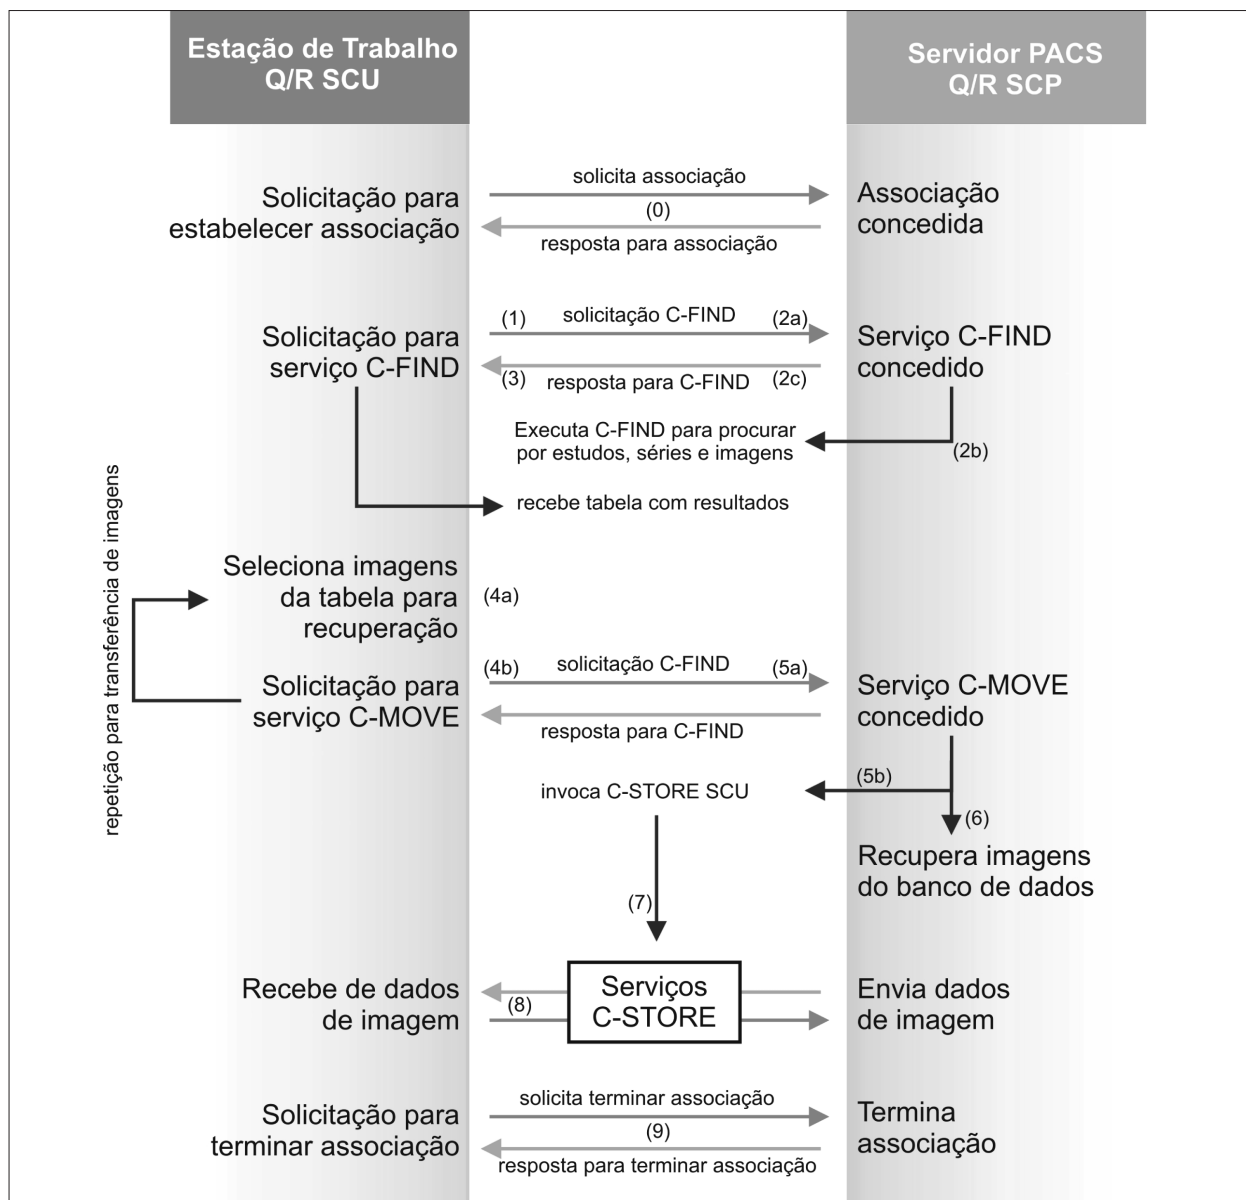 Estação de Trabalho
Q/R SCU
Servidor PACS
Q/R SCP
Solicitação para
estabelecer associação
solicita associação
(0)
resposta para associação
Associação
concedida
Solicitação para
serviço C-FIND
(1)
solicitação C-FIND
(2a)
(3)
resposta para C-FIND
(2c)
Serviço C-FIND
concedido
Executa C-FIND para procurar
por estudos, séries e imagens
(2b)
recebe tabela com resultados
repetição para transferência de imagens
Seleciona imagens
da tabela para
recuperação
(4a)
Solicitação para
serviço C-MOVE
(4b)
solicitação C-FIND
(5a)
resposta para C-FIND
Serviço C-MOVE
concedido
invoca C-STORE SCU
(5b)
(6)
Recupera imagens
do banco de dados
(7)
Recebe de dados
de imagem
(8)
Serviços
C-STORE
Envia dados
de imagem
Solicitação para
terminar associação
solicita terminar associação
(9)
resposta para terminar associação
Termina
associação